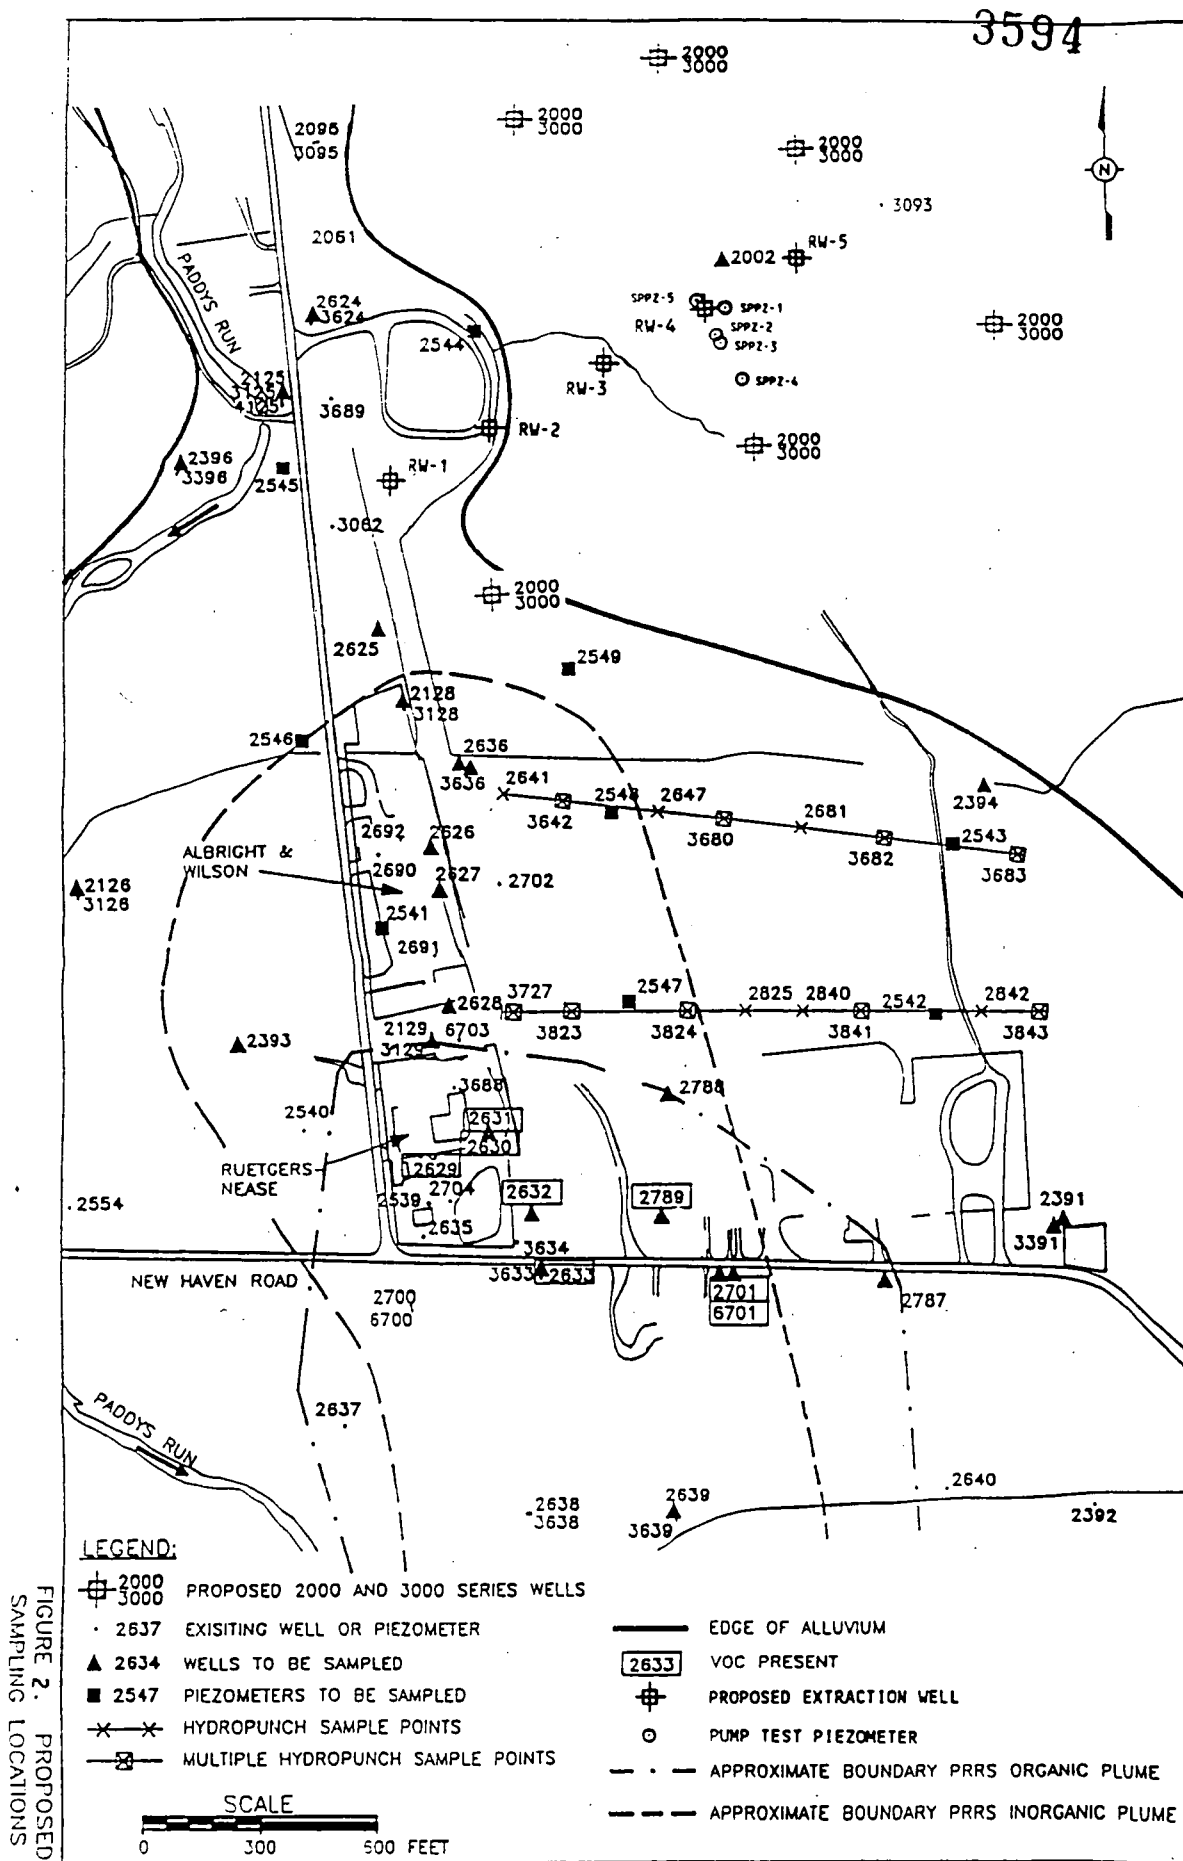 3594
2000
3000
2000
3000
2000
3000
N
2096
3095
3093
2061
2002
RW-5
PADDYS RUN
2624
3624
SPPZ-5
SPPZ-1
RW-4
SPPZ-2
SPPZ-3
2000
3000
2544
RW-3
SPPZ-4
2125
3125
4125
3689
RW-2
2000
3000
2396
3396
2545
RW-1
3062
2000
3000
2625
2549
2128
3128
2546
2636
3636
2641
2548
2647
2681
2394
3642
3680
3682
2543
3683
2692
2626
ALBRIGHT &
WILSON
2690
2627
2702
2126
3126
2541
2691
2628
3727
2547
2825
2840
2542
2842
3823
3824
3841
3843
2129
3129
6703
2393
2788
3688
2540
2631
2630
RUETGERS
NEASE
2629
2704
2539
2632
2789
2554
2635
2391
3391
3634
3633
2633
NEW HAVEN ROAD
2701
6701
2787
2700
6700
2637
PADDYS RUN
2640
2638
3638
2639
3639
2392
LEGEND:
2000
3000
PROPOSED 2000 AND 3000 SERIES WELLS
2637 EXISITING WELL OR PIEZOMETER
2634 WELLS TO BE SAMPLED
2547 PIEZOMETERS TO BE SAMPLED
HYDROPUNCH SAMPLE POINTS
MULTIPLE HYDROPUNCH SAMPLE POINTS
SCALE
0 300 600 FEET
EDGE OF ALLUVIUM
2633 VOC PRESENT
PROPOSED EXTRACTION WELL
PUMP TEST PIEZOMETER
APPROXIMATE BOUNDARY PRRS ORGANIC PLUME
APPROXIMATE BOUNDARY PRRS INORGANIC PLUME
FIGURE 2. PROPOSED
SAMPLING LOCATIONS